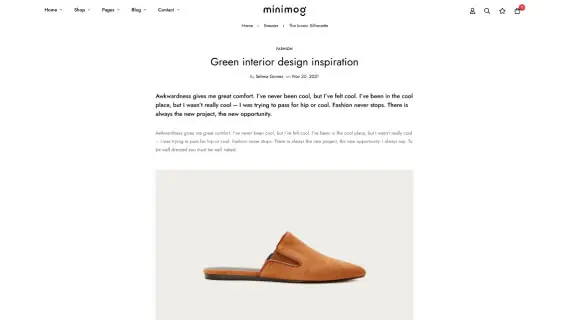 Home Shop Pages Blog Contact
minimog
Home > Sneaker > The Iconic Silhouette
FASHION
Green interior design inspiration
By Selena Gomez on Nov 22, 2021
Awkwardness gives me great comfort. I've never been cool, but I've felt cool. I've been in the cool
place, but I wasn't really cool – I was trying to pass for hip or cool. Fashion never stops. There is
always the new project, the new opportunity.
Awkwardness gives me great comfort. I've never been cool, but I've felt cool. I've been in the cool place, but I wasn't really cool
– I was trying to pass for hip or cool. Fashion never stops. There is always the new project, the new opportunity. I always say: To
be well dressed you must be well naked.